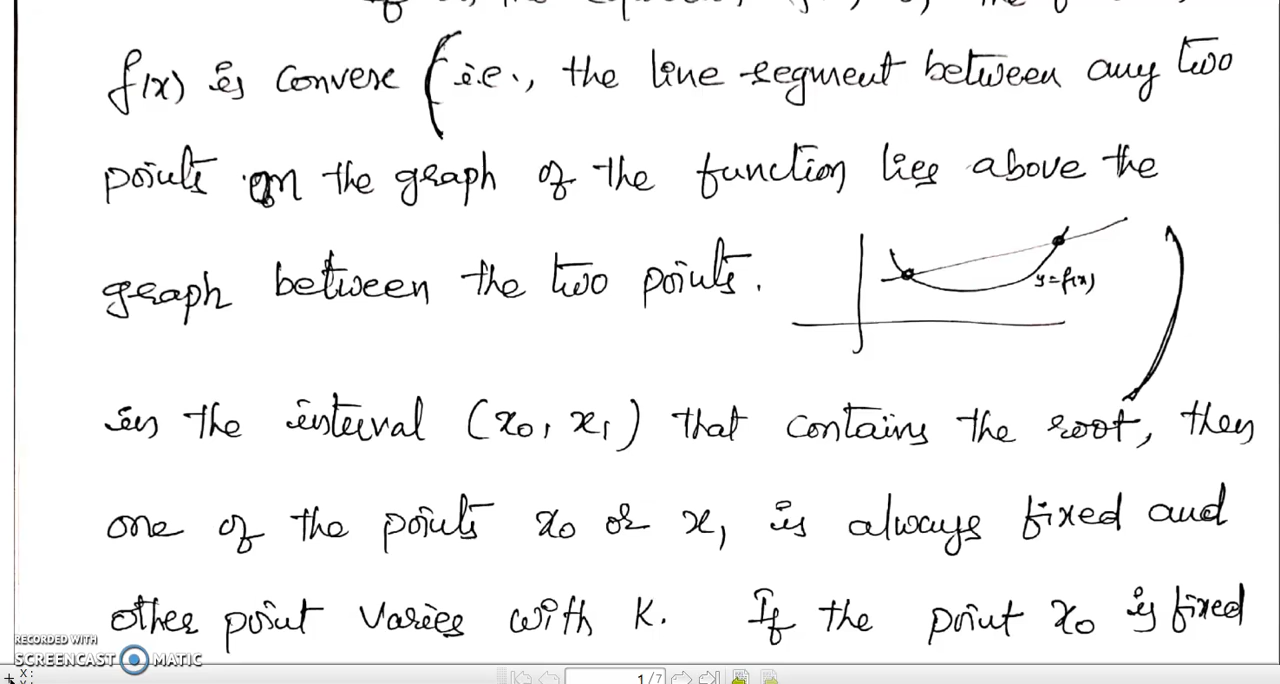 f(x) is convex (i.e., the line segment between any two
points on the graph of the function lies above the
graph between the two points.
y=f(x)
in the interval (x₀, x₁) that contains the root, then
one of the points x₀ or x₁ is always fixed and
other point varies with K. If the point x₀ is fixed
RECORDED WITH
SCREENCAST MATIC
1/7
X: